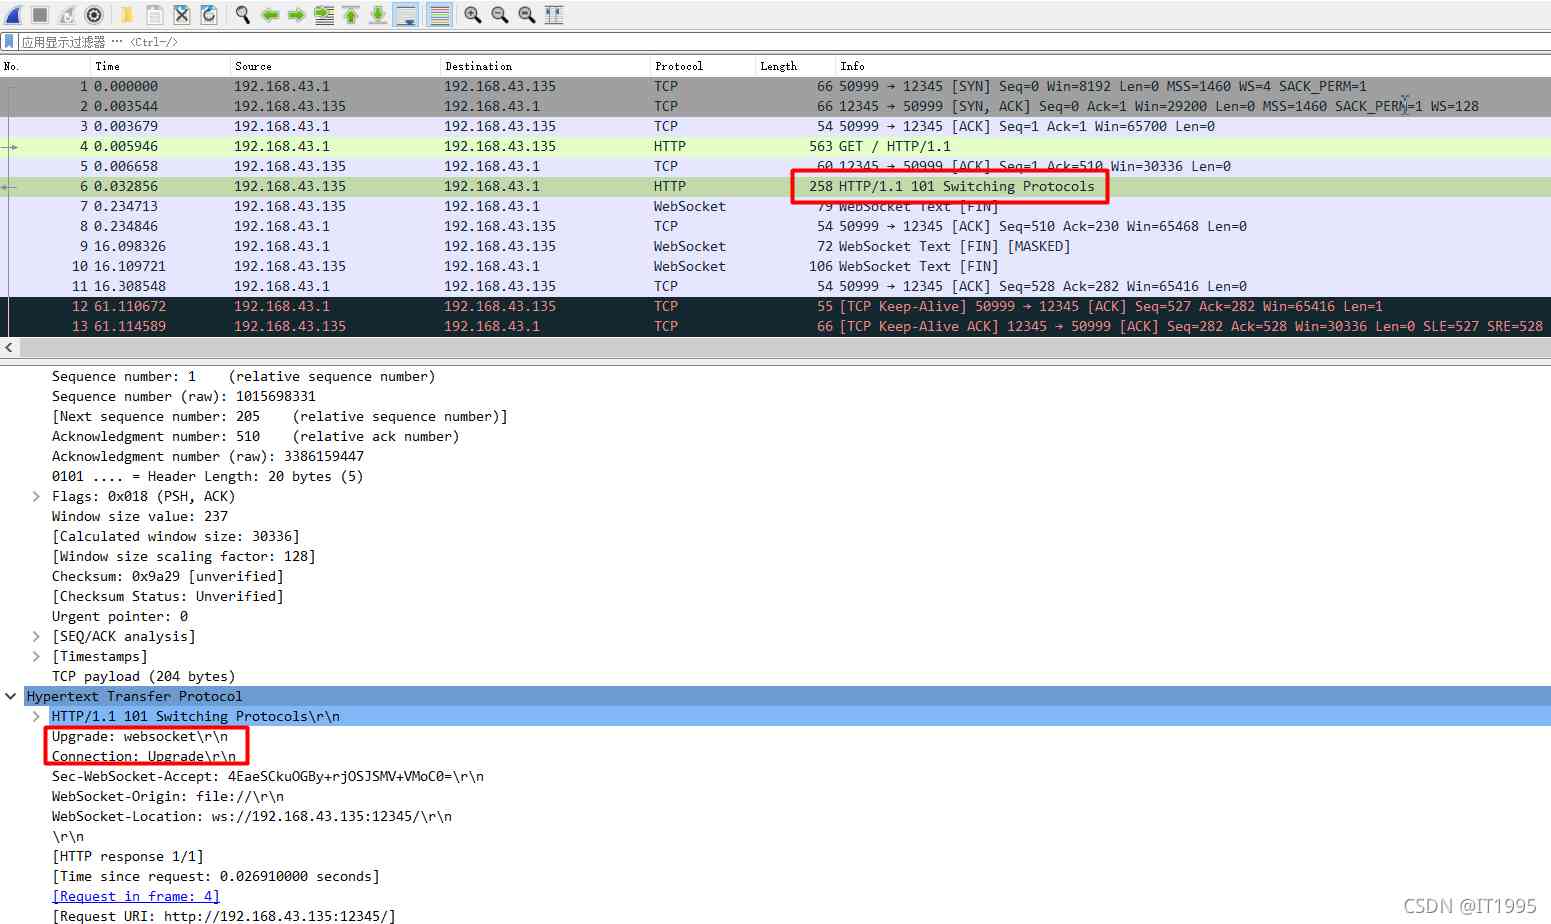 应用显示过滤器 … <Ctrl-/>
No. Time Source Destination Protocol Length Info
1 0.000000 192.168.43.1 192.168.43.135 TCP 66 50999 → 12345 [SYN] Seq=0 Win=8192 Len=0 MSS=1460 WS=4 SACK_PERM=1
2 0.003544 192.168.43.135 192.168.43.1 TCP 66 12345 → 50999 [SYN, ACK] Seq=0 Ack=1 Win=29200 Len=0 MSS=1460 SACK_PERM=1 WS=128
3 0.003679 192.168.43.1 192.168.43.135 TCP 54 50999 → 12345 [ACK] Seq=1 Ack=1 Win=65700 Len=0
4 0.005946 192.168.43.1 192.168.43.135 HTTP 563 GET / HTTP/1.1
5 0.006658 192.168.43.135 192.168.43.1 TCP 60 12345 → 50999 [ACK] Seq=1 Ack=510 Win=30336 Len=0
6 0.032856 192.168.43.135 192.168.43.1 HTTP 258 HTTP/1.1 101 Switching Protocols
7 0.234713 192.168.43.135 192.168.43.1 WebSocket 79 WebSocket Text [FIN]
8 0.234846 192.168.43.1 192.168.43.135 TCP 54 50999 → 12345 [ACK] Seq=510 Ack=230 Win=65468 Len=0
9 16.098326 192.168.43.1 192.168.43.135 WebSocket 72 WebSocket Text [FIN] [MASKED]
10 16.109721 192.168.43.135 192.168.43.1 WebSocket 106 WebSocket Text [FIN]
11 16.308548 192.168.43.1 192.168.43.135 TCP 54 50999 → 12345 [ACK] Seq=528 Ack=282 Win=65416 Len=0
12 61.110672 192.168.43.1 192.168.43.135 TCP 55 [TCP Keep-Alive] 50999 → 12345 [ACK] Seq=527 Ack=282 Win=65416 Len=1
13 61.114589 192.168.43.135 192.168.43.1 TCP 66 [TCP Keep-Alive ACK] 12345 → 50999 [ACK] Seq=282 Ack=528 Win=30336 Len=0 SLE=527 SRE=528
Sequence number: 1 (relative sequence number)
Sequence number (raw): 1015698331
[Next sequence number: 205 (relative sequence number)]
Acknowledgment number: 510 (relative ack number)
Acknowledgment number (raw): 3386159447
0101 .... = Header Length: 20 bytes (5)
Flags: 0x018 (PSH, ACK)
Window size value: 237
[Calculated window size: 30336]
[Window size scaling factor: 128]
Checksum: 0x9a29 [unverified]
[Checksum Status: Unverified]
Urgent pointer: 0
[SEQ/ACK analysis]
[Timestamps]
TCP payload (204 bytes)
Hypertext Transfer Protocol
HTTP/1.1 101 Switching Protocols\r\n
Upgrade: websocket\r\n
Connection: Upgrade\r\n
Sec-WebSocket-Accept: 4EaeSCkuOGBy+rjOSJSMV+VMoC0=\r\n
WebSocket-Origin: file://\r\n
WebSocket-Location: ws://192.168.43.135:12345/\r\n
\r\n
[HTTP response 1/1]
[Time since request: 0.026910000 seconds]
[Request in frame: 4]
[Request URI: http://192.168.43.135:12345/]
CSDN @IT1995